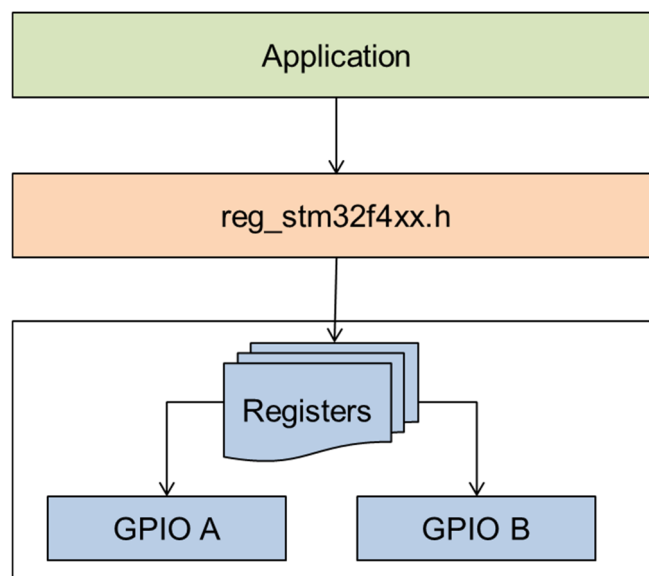 Application
reg_stm32f4xx.h
Registers
GPIO A
GPIO B